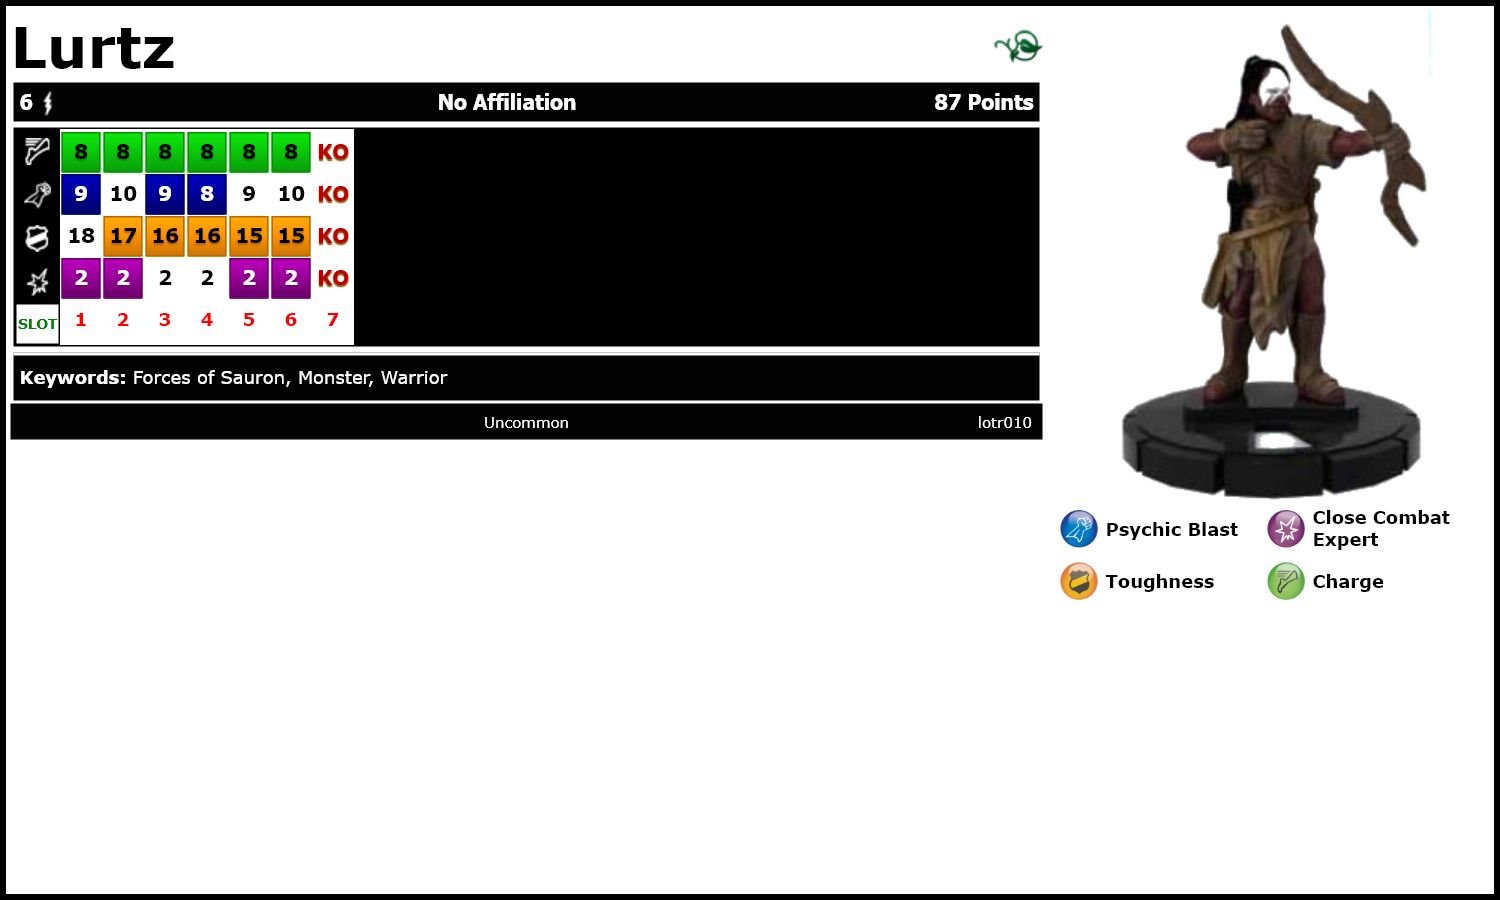 Lurtz
6 No Affiliation 87 Points
8 8 8 8 8 8 KO
9 10 9 8 9 10 KO
18 17 16 16 15 15 KO
2 2 2 2 2 2 KO
SLOT 1 2 3 4 5 6 7
Keywords: Forces of Sauron, Monster, Warrior
Uncommon lotr010
Psychic Blast
Close Combat
Expert
Toughness
Charge